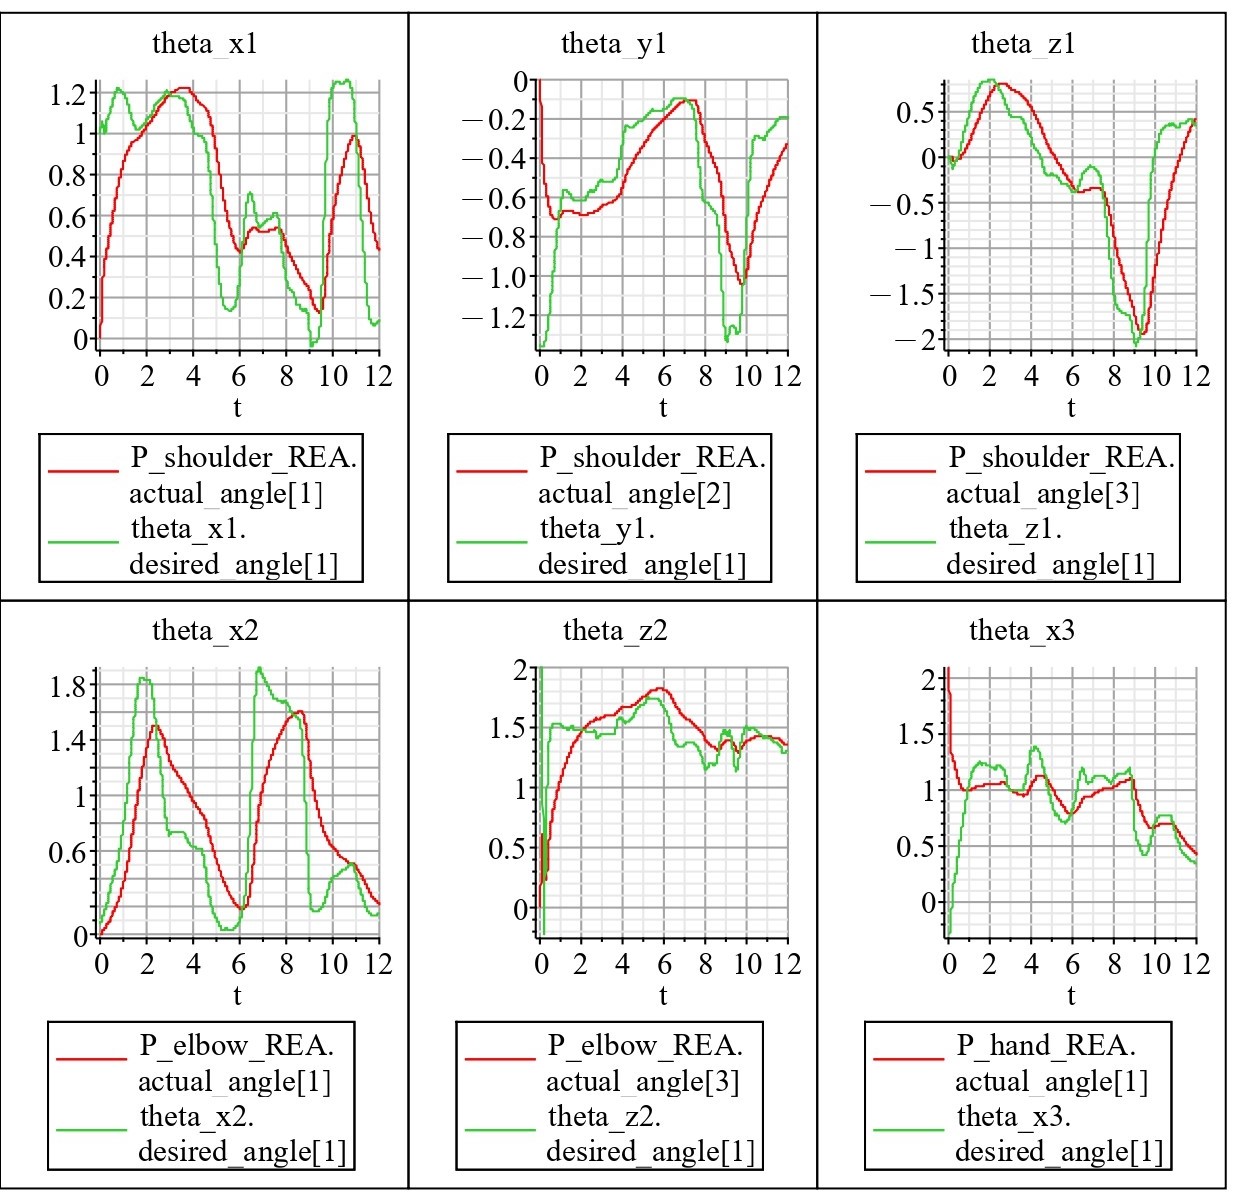 theta_x1
1.2
1
0.8
0.6
0.4
0.2
0
0 2 4 6 8 10 12
t
P_shoulder_REA.
actual_angle[1]
theta_x1.
desired_angle[1]
theta_y1
0
−0.2
−0.4
−0.6
−0.8
−1.0
−1.2
0 2 4 6 8 10 12
t
P_shoulder_REA.
actual_angle[2]
theta_y1.
desired_angle[1]
theta_z1
0.5
0
−0.5
−1
−1.5
−2
0 2 4 6 8 10 12
t
P_shoulder_REA.
actual_angle[3]
theta_z1.
desired_angle[1]
theta_x2
1.8
1.4
1
0.6
0
0 2 4 6 8 10 12
t
P_elbow_REA.
actual_angle[1]
theta_x2.
desired_angle[1]
theta_z2
2
1.5
1
0.5
0
0 2 4 6 8 10 12
t
P_elbow_REA.
actual_angle[3]
theta_z2.
desired_angle[1]
theta_x3
2
1.5
1
0.5
0
0 2 4 6 8 10 12
t
P_hand_REA.
actual_angle[1]
theta_x3.
desired_angle[1]